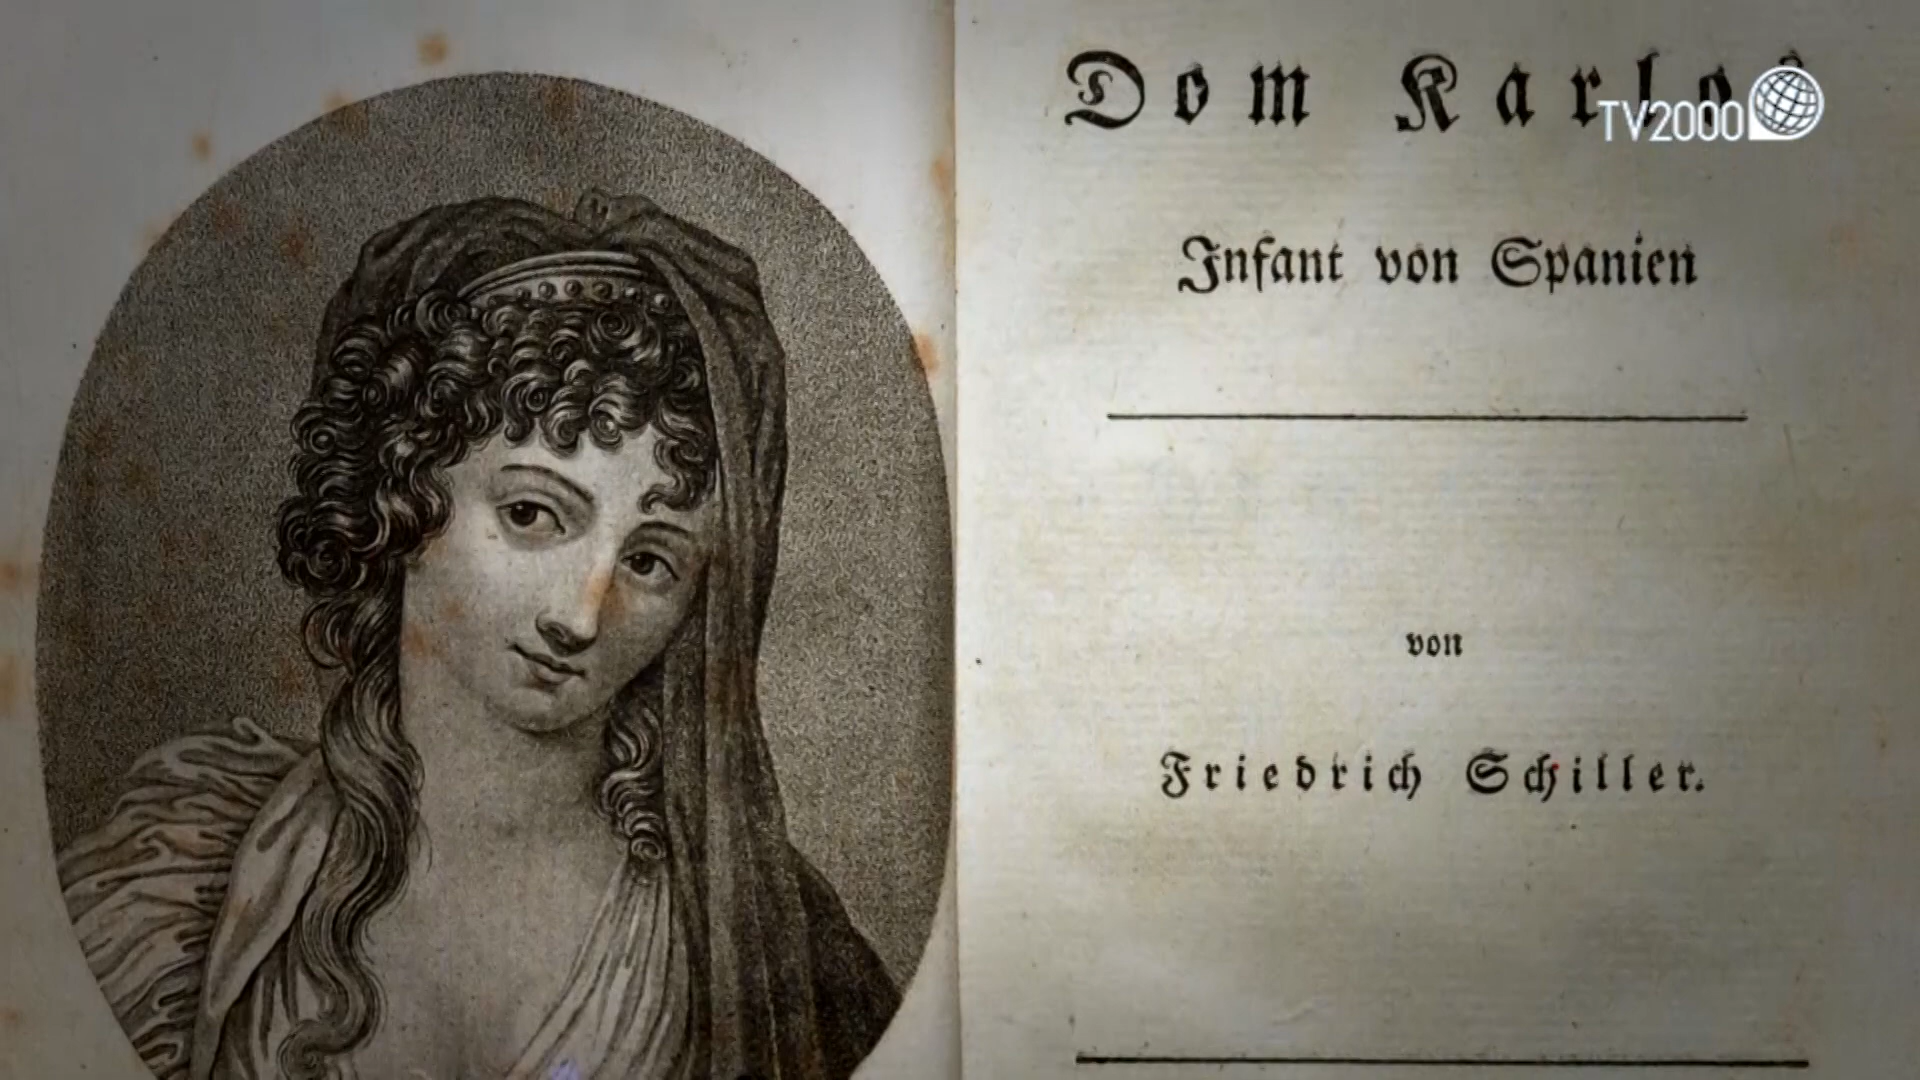 Dom Karlos
TV2000
Infant von Spanien
von
Friedrich Schiller.